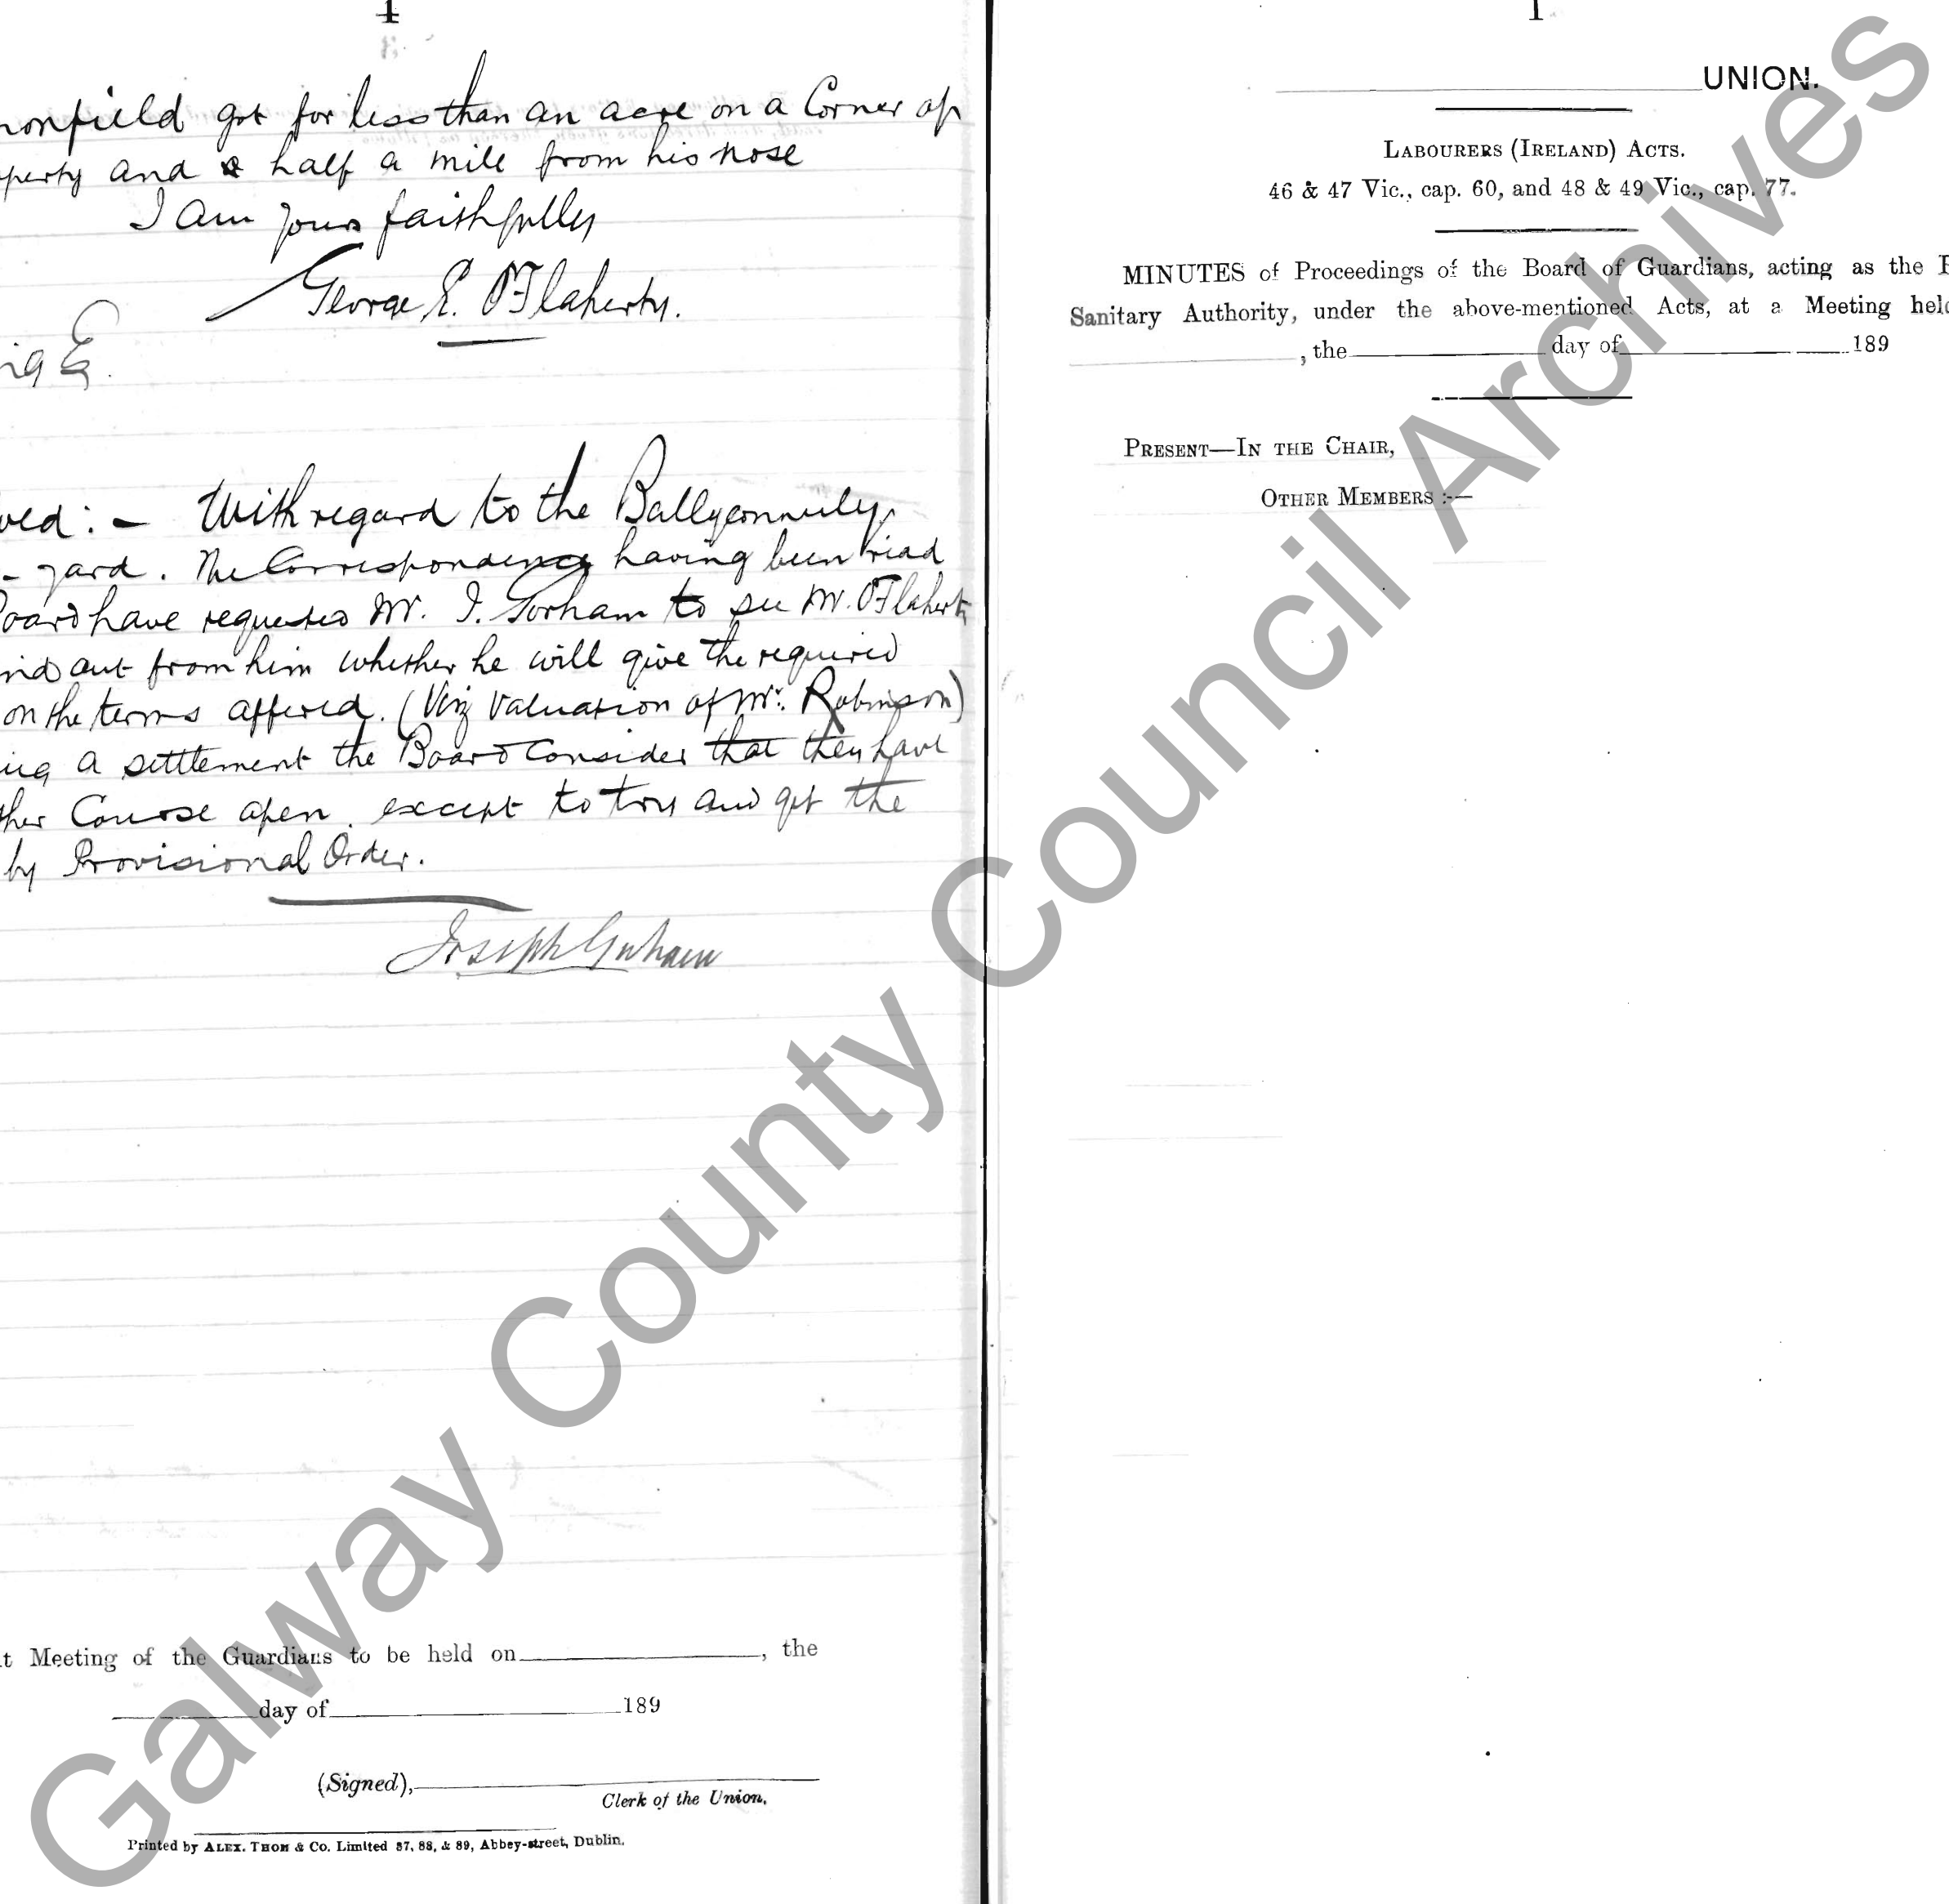 4
onfield got for less than an acre on a Corner of
perty and a half a mile from his nose
I am yours faithfully
George E. O'Flaherty.
ved: - With regard to the Ballyconneely
- yard. The Correspondence having been read
oard have requested Mr. J. Gorham to see Mr. O'Flaherty
ind out from him whether he will give the required
on the terms offered. (Viz Valuation of Mr. Robinson)
ing a settlement the Board Consider that they have
ther Course open except to try and get the
by Provisional Order.
Joseph Gorham
t Meeting of the Guardians to be held on , the
day of 189
(Signed),
Clerk of the Union.
Printed by ALEX. THOM & Co. Limited 87, 88, & 89, Abbey-street, Dublin.
1
UNION.
LABOURERS (IRELAND) ACTS.
46 & 47 Vic., cap. 60, and 48 & 49 Vic., cap. 77.
MINUTES of Proceedings of the Board of Guardians, acting as the
Sanitary Authority, under the above-mentioned Acts, at a Meeting held
, the day of 189
PRESENT—IN THE CHAIR,
OTHER MEMBERS :—
Galway County Council Archives